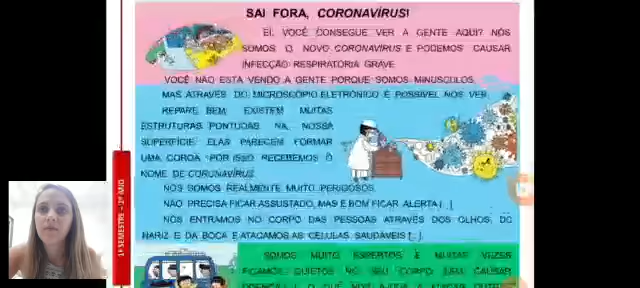 SAI FORA, CORONAVÍRUS!
EI, VOCÊ CONSEGUE VER A GENTE AQUI? NÓS
SOMOS O NOVO CORONAVÍRUS E PODEMOS CAUSAR
INFECÇÃO RESPIRATÓRIA GRAVE.
VOCÊ NÃO ESTÁ VENDO A GENTE PORQUE SOMOS MINÚSCULOS,
MAS ATRAVÉS DO MICROSCÓPIO ELETRÔNICO É POSSÍVEL NOS VER.
REPARE BEM. EXISTEM MUITAS
ESTRUTURAS PONTUDAS NA NOSSA
SUPERFÍCIE. ELAS PARECEM FORMAR
UMA COROA. POR ISSO RECEBEMOS O
NOME DE CORONAVÍRUS.
NÓS SOMOS REALMENTE MUITO PERIGOSOS.
NÃO PRECISA FICAR ASSUSTADO, MAS É BOM FICAR ALERTA [...]
NÓS ENTRAMOS NO CORPO DAS PESSOAS ATRAVÉS DOS OLHOS, DO
NARIZ E DA BOCA E ATACAMOS AS CÉLULAS SAUDÁVEIS [...]
SOMOS MUITO ESPERTOS E MUITAS VEZES
FICAMOS QUIETOS NO SEU CORPO SEM CAUSAR
1º SEMESTRE - 2º ANO